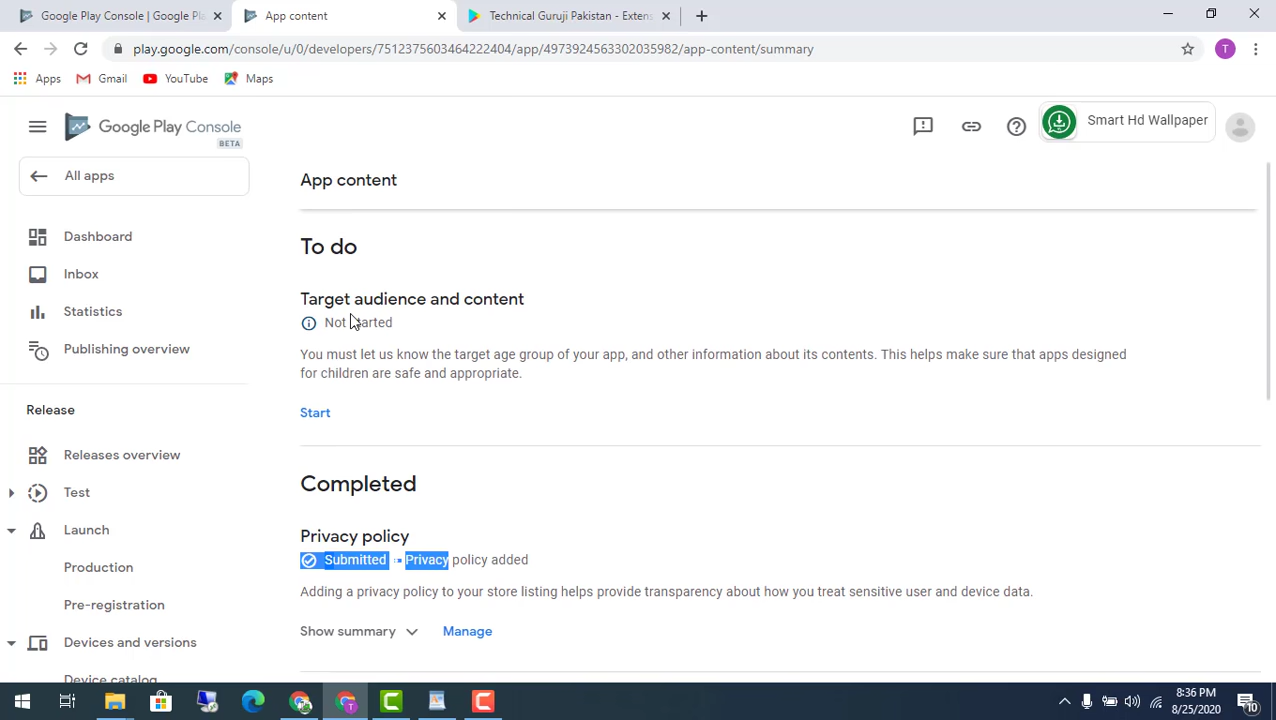 Google Play Console | Google Pla
App content
Technical Guruji Pakistan - Extens
play.google.com/console/u/0/developers/7512375603464222404/app/4973924563302035982/app-content/summary
T
Apps
Gmail
YouTube
Maps
Google Play Console
BETA
Smart Hd Wallpaper
All apps
App content
Dashboard
To do
Inbox
Target audience and content
Statistics
Not started
Publishing overview
You must let us know the target age group of your app, and other information about its contents. This helps make sure that apps designed
for children are safe and appropriate.
Release
Start
Releases overview
Completed
Test
Launch
Privacy policy
Submitted Privacy policy added
Production
Adding a privacy policy to your store listing helps provide transparency about how you treat sensitive user and device data.
Pre-registration
Show summary
Manage
Devices and versions
Device catalog
8:36 PM
8/25/2020
10